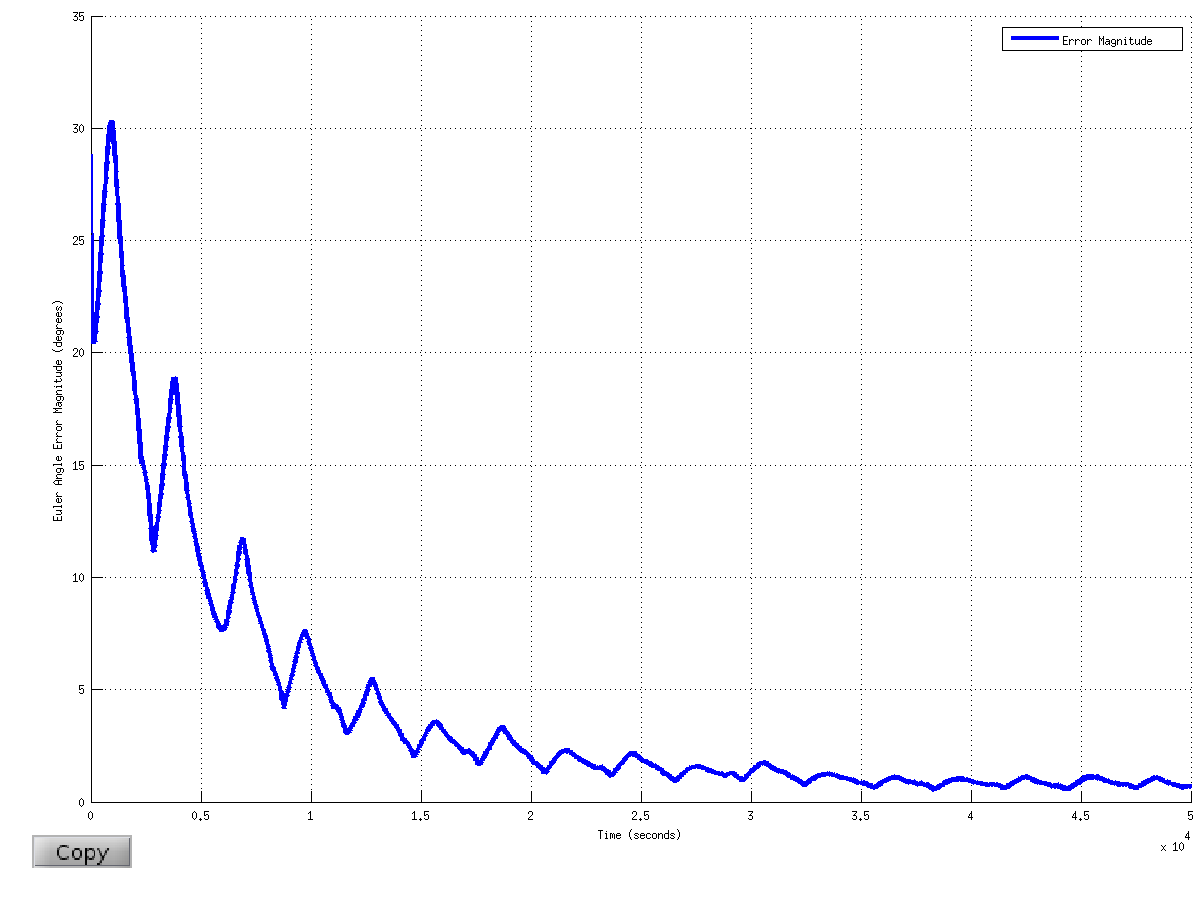 35
Error Magnitude
30
25
20
Euler Angle Error Magnitude (degrees)
15
10
5
0
0 0.5 1 1.5 2 2.5 3 3.5 4 4.5 5
Time (seconds)
x 10 4
Copy